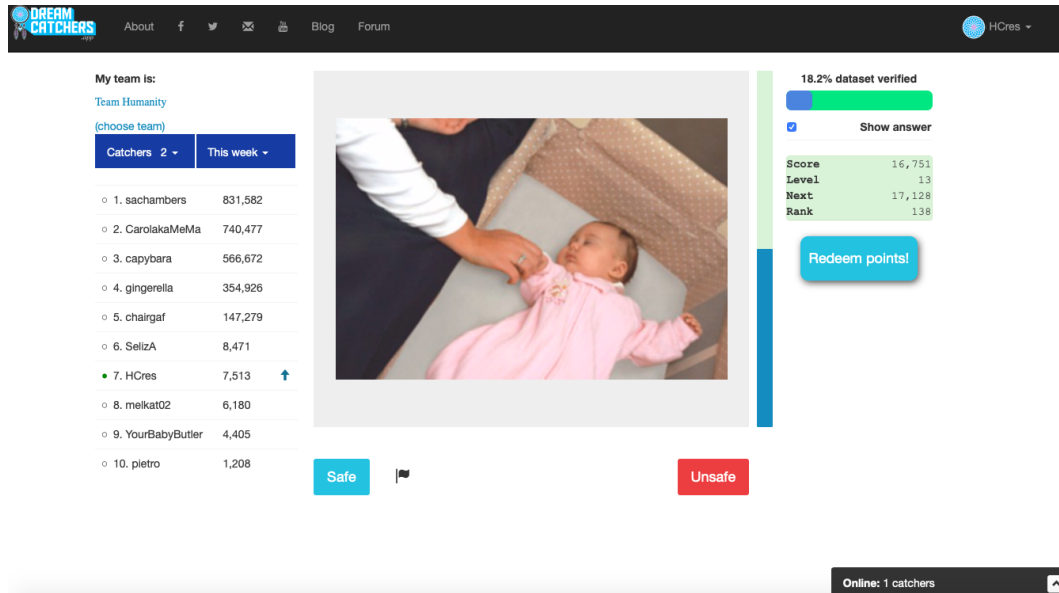 DREAM
CATCHERS
.app
About
Blog
Forum
HCres
My team is:
Team Humanity
(choose team)
Catchers 2
This week
1. sachambers 831,582
2. CarolakaMeMa 740,477
3. capybara 566,672
4. gingerella 354,926
5. chairgaf 147,279
6. SelizA 8,471
7. HCres 7,513
8. melkat02 6,180
9. YourBabyButler 4,405
10. pietro 1,208
Safe
Unsafe
18.2% dataset verified
Show answer
Score 16,751
Level 13
Next 17,128
Rank 138
Redeem points!
Online: 1 catchers